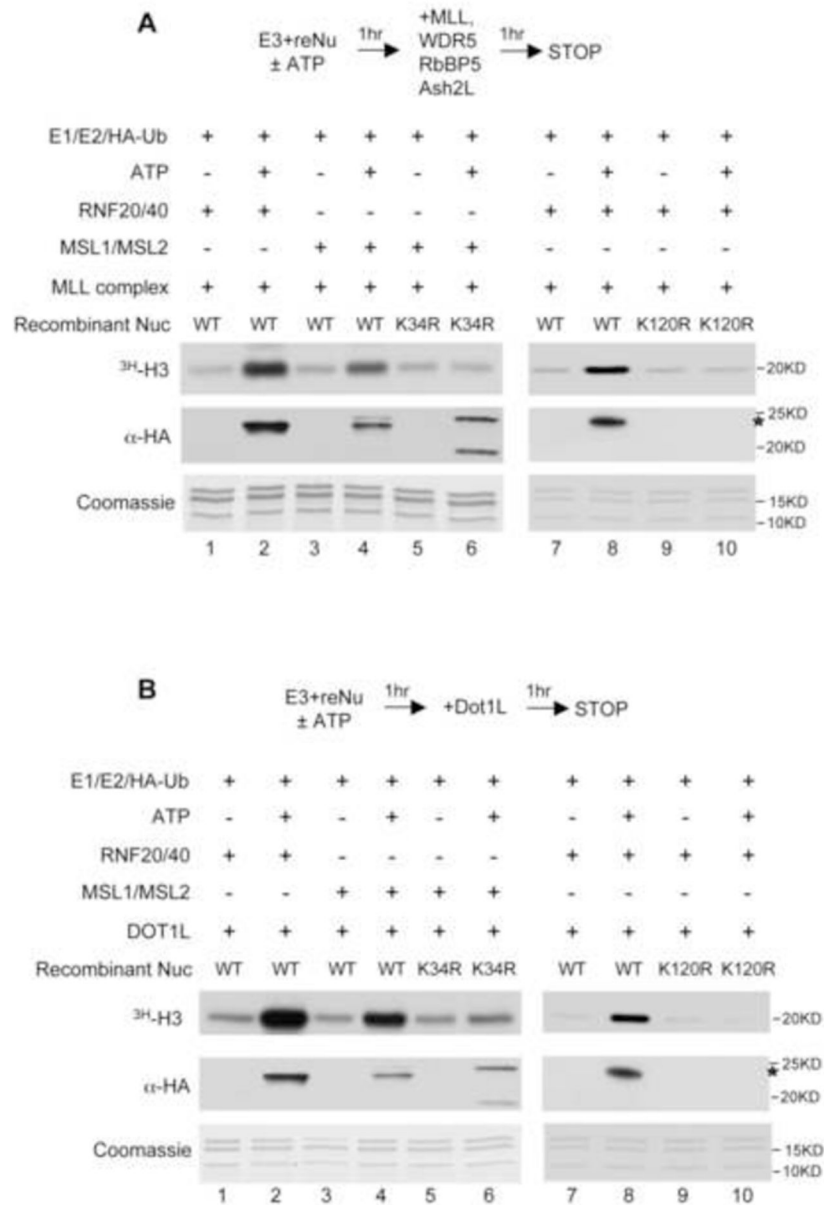 A
E3+reNu
± ATP
1hr
+MLL,
WDR5
RbBP5
Ash2L
1hr
STOP
E1/E2/HA-Ub + + + + + + + + + +
ATP - + - + - + - + - +
RNF20/40 + + - - - - + + + +
MSL1/MSL2 - - + + + + - - - -
MLL complex + + + + + + + + + +
Recombinant Nuc WT WT WT WT K34R K34R WT WT K120R K120R
3H-H3 -20KD
α-HA -25KD
★
-20KD
Coomassie -15KD
-10KD
1 2 3 4 5 6 7 8 9 10
B
E3+reNu
± ATP
1hr
+Dot1L
1hr
STOP
E1/E2/HA-Ub + + + + + + + + + +
ATP - + - + - + - + - +
RNF20/40 + + - - - - + + + +
MSL1/MSL2 - - + + + + - - - -
DOT1L + + + + + + + + + +
Recombinant Nuc WT WT WT WT K34R K34R WT WT K120R K120R
3H-H3 -20KD
α-HA -25KD
★
-20KD
Coomassie -15KD
-10KD
1 2 3 4 5 6 7 8 9 10